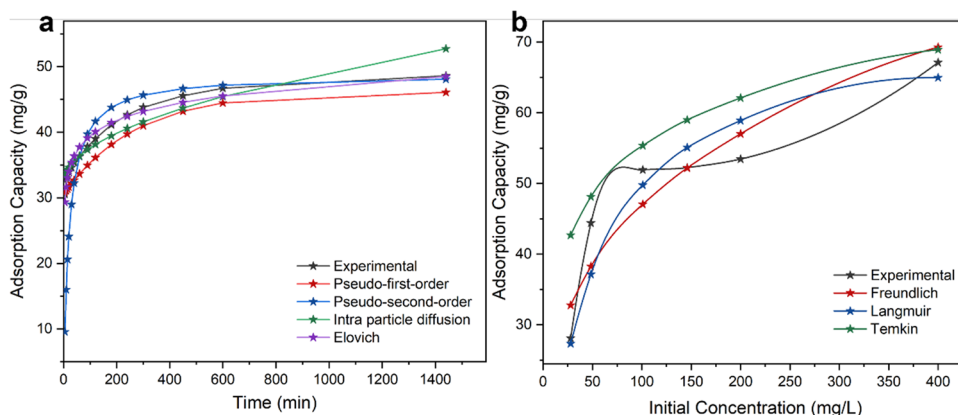 a
Adsorption Capacity (mg/g)
70
60
50
40
30
20
10
0
200
400
600
800
1000
1200
1400
Time (min)
Experimental
Pseudo-first-order
Pseudo-second-order
Intra particle diffusion
Elovich
b
Adsorption Capacity (mg/g)
70
60
50
40
30
0
50
100
150
200
250
300
350
400
Initial Concentration (mg/L)
Experimental
Freundlich
Langmuir
Temkin